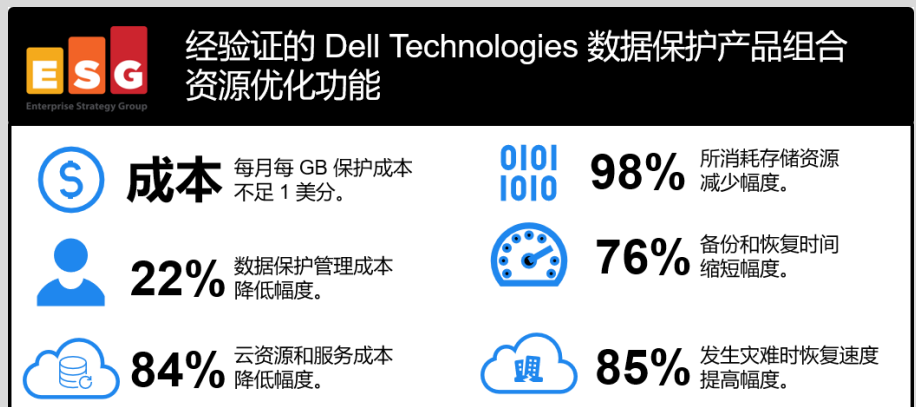 ESG
Enterprise Strategy Group
经验证的 Dell Technologies 数据保护产品组合
资源优化功能
成本
每月每 GB 保护成本
不足 1 美分。
0101
1010
98%
所消耗存储资源
减少幅度。
22%
数据保护管理成本
降低幅度。
76%
备份和恢复时间
缩短幅度。
84%
云资源和服务成本
降低幅度。
85%
发生灾难时恢复速度
提高幅度。